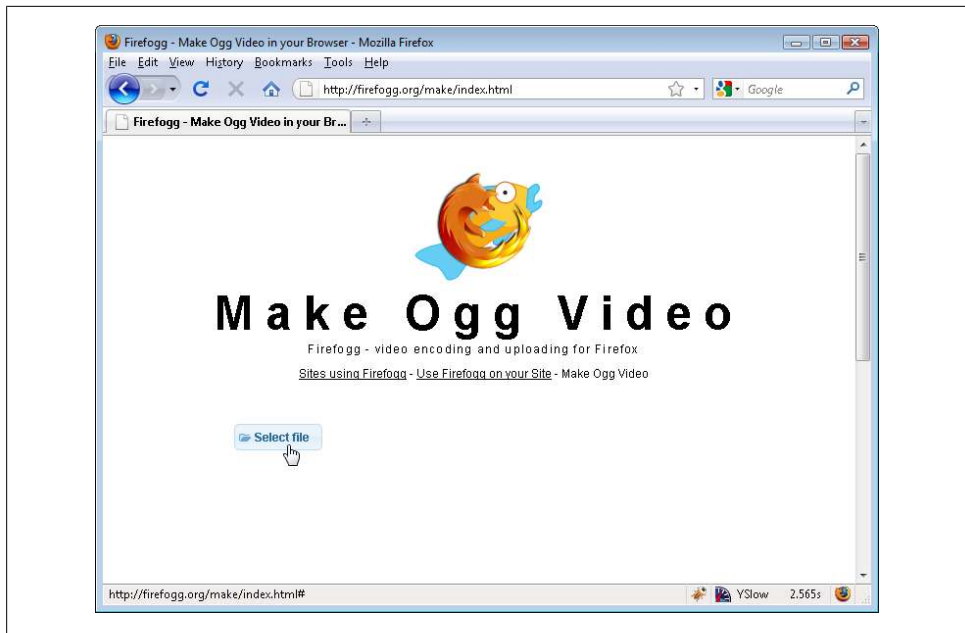 Firefogg - Make Ogg Video in your Browser - Mozilla Firefox
File Edit View History Bookmarks Tools Help
http://firefogg.org/make/index.html
Google
Firefogg - Make Ogg Video in your Br...
Make Ogg Video
Firefogg - video encoding and uploading for Firefox
Sites using Firefogg - Use Firefogg on your Site - Make Ogg Video
Select file
http://firefogg.org/make/index.html#
YSlow 2.565s